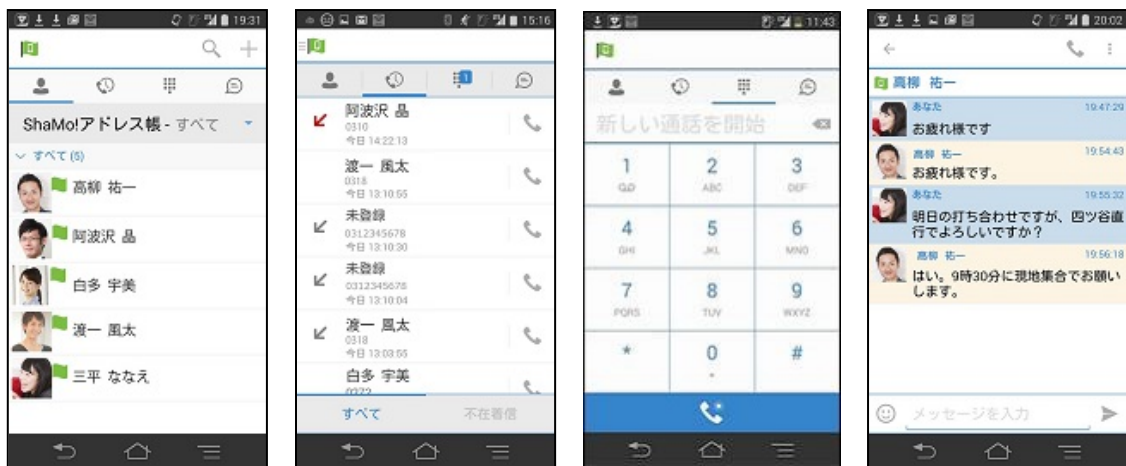 19:31
ShaMo!アドレス帳 - すべて
すべて (5)
高柳 祐一
阿波沢 晶
白多 宇美
渡一 風太
三平 ななえ
15:16
1
阿波沢 晶
0310
今日 14:22:13
渡一 風太
0318
今日 13:10:55
未登録
0312345678
今日 13:10:30
未登録
0312345678
今日 13:10:04
渡一 風太
0318
今日 13:03:55
白多 宇美
すべて
不在着信
11:43
新しい通話を開始
1
2
ABC
3
DEF
4
GHI
5
JKL
6
MNO
7
PQRS
8
TUV
9
WXYZ
*
0
#
20:02
高柳 祐一
あなた 19:47:29
お疲れ様です
高柳 祐一 19:54:43
お疲れ様です。
あなた 19:55:32
明日の打ち合わせですが、四ツ谷直
行でよろしいですか?
高柳 祐一 19:56:18
はい。9時30分に現地集合でお願い
します。
メッセージを入力